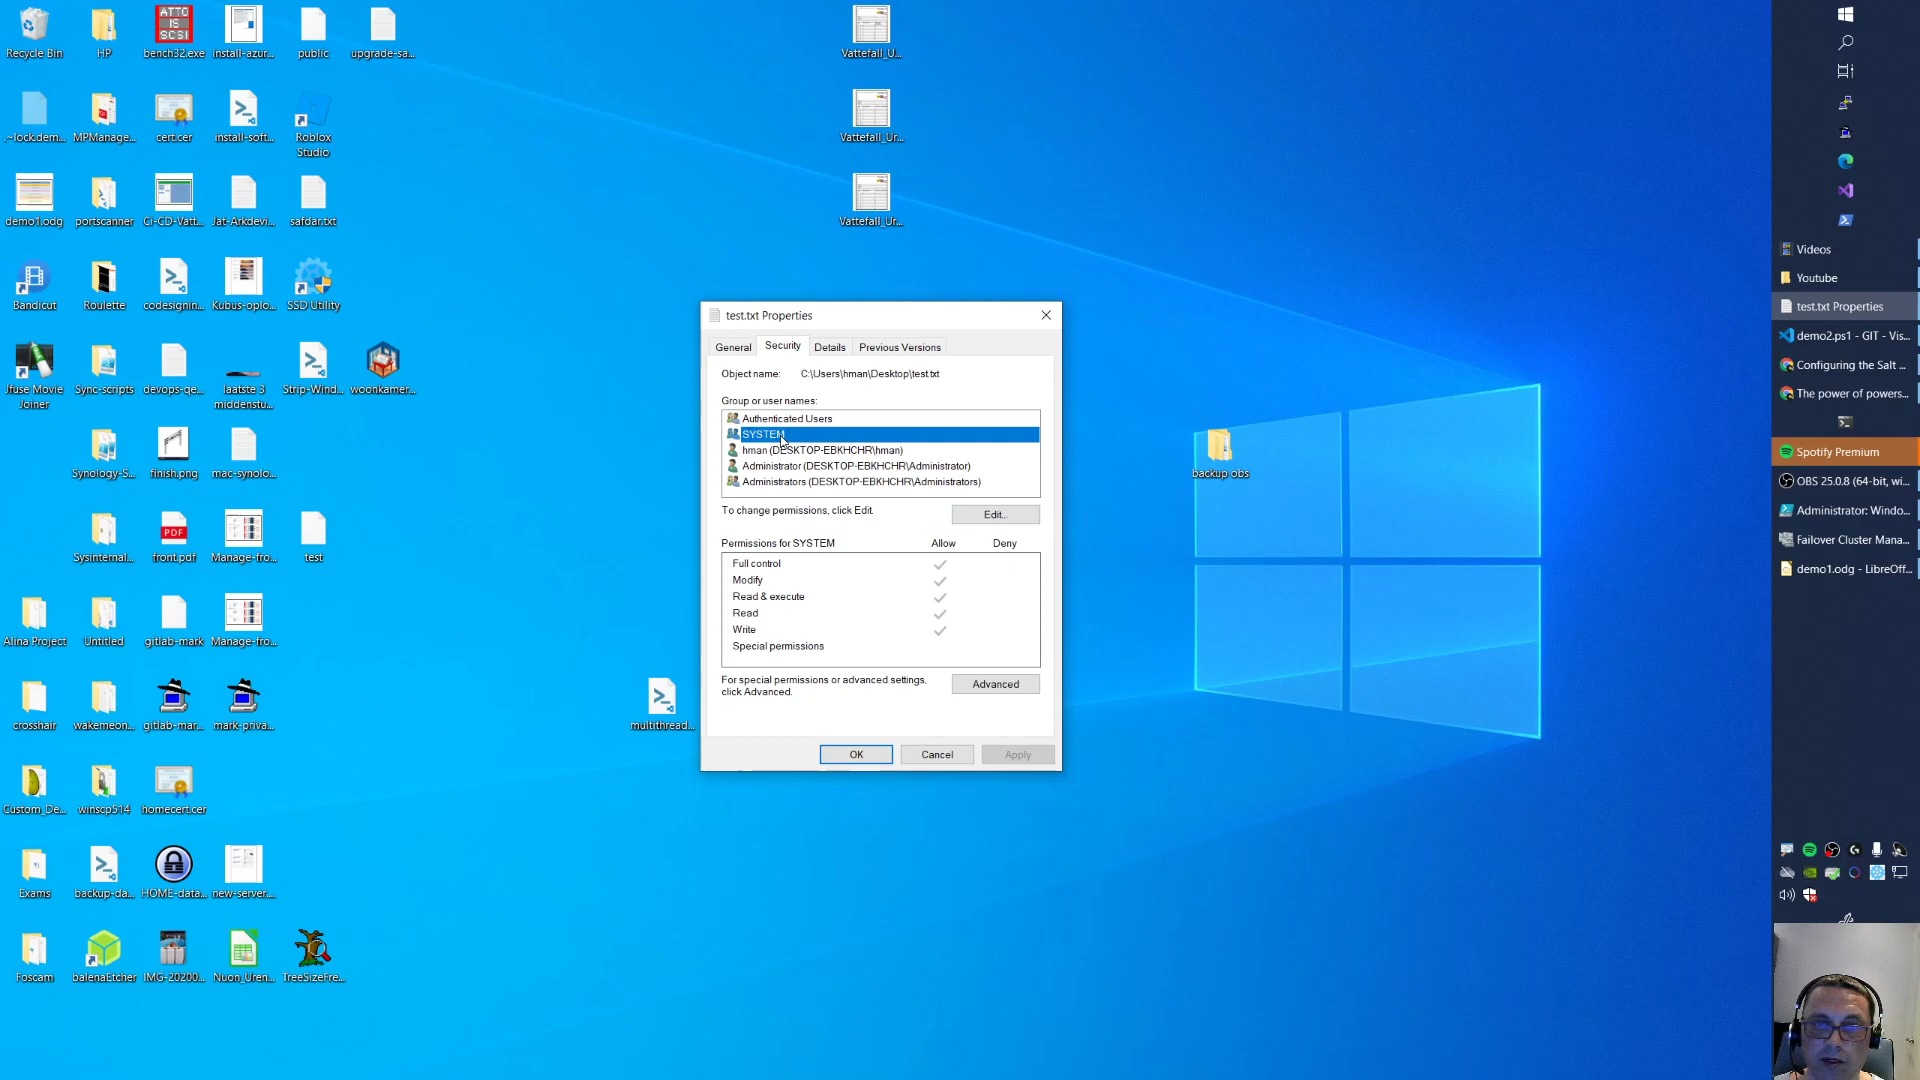 Recycle Bin
HP
bench32.exe
install-azur...
public
upgrade-sa...
Vattefall_U...
ATTO
IS
SCSI
.~lock.dem...
MPManage...
cert.cer
install-soft...
Roblox
Studio
Vattefall_Ur...
demo1.odg
portscanner
Ci-CD-Vatt...
Jat-Arkdevi...
safdar.txt
Vattefall_Ur...
Bandicut
Roulette
codesignin...
Kubus-oplo...
SSD Utility
Jfuse Movie
Joiner
Sync-scripts
devops-qe...
laatste 3
middenstu...
Strip-Wind...
woonkamer...
Synology-S...
finish.png
mac-synolo...
Sysinternal...
PDF
front.pdf
Manage-fro...
test
Alina Project
Untitled
gitlab-mark
Manage-fro...
crosshair
wakemeon...
gitlab-mar...
mark-priva...
multithread...
Custom_De...
winscp514
homecert.cer
Exams
backup-da...
HOME-data...
new-server...
Foscam
balenaEtcher
IMG-20200...
Nuon_Uren...
TreeSizeFre...
backup obs
test.txt Properties
General
Security
Details
Previous Versions
Object name: C:\Users\hman\Desktop\test.txt
Group or user names:
Authenticated Users
SYSTEM
hman (DESKTOP-EBKHCHR\hman)
Administrator (DESKTOP-EBKHCHR\Administrator)
Administrators (DESKTOP-EBKHCHR\Administrators)
To change permissions, click Edit.
Edit...
Permissions for SYSTEM Allow Deny
Full control
Modify
Read & execute
Read
Write
Special permissions
For special permissions or advanced settings,
click Advanced.
Advanced
OK
Cancel
Apply
Videos
Youtube
test.txt Properties
demo2.ps1 - GIT - Vis...
Configuring the Salt ...
The power of powers...
Spotify Premium
OBS 25.0.8 (64-bit, wi...
Administrator: Windo...
Failover Cluster Mana...
demo1.odg - LibreOff...